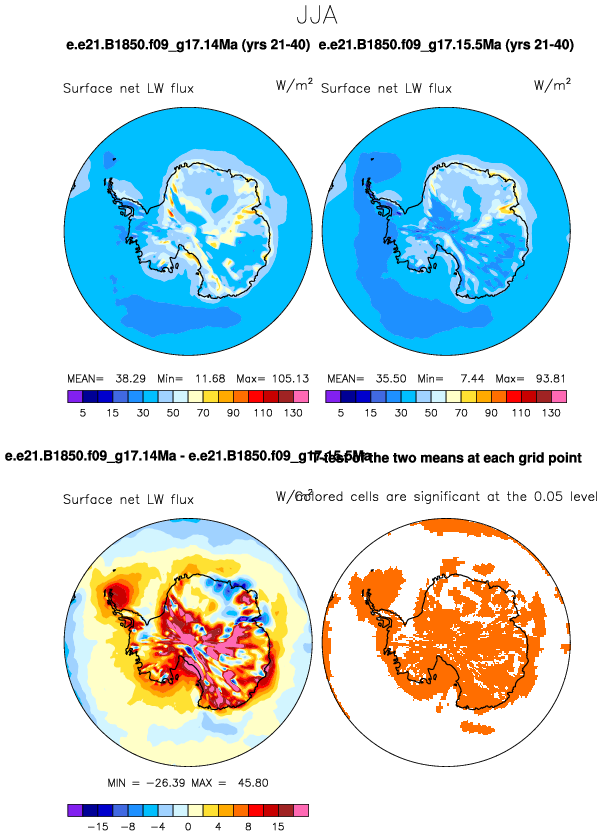 JJA
e.e21.B1850.f09_g17.14Ma (yrs 21-40) e.e21.B1850.f09_g17.15.5Ma (yrs 21-40)
Surface net LW flux W/m² Surface net LW flux W/m²
MEAN= 38.29 Min= 11.68 Max= 105.13 MEAN= 35.50 Min= 7.44 Max= 93.81
5 15 30 50 70 90 110 130 5 15 30 50 70 90 110 130
e.e21.B1850.f09_g17.14Ma - e.e21.B1850.f09_g17.15.5Ma T-test of the two means at each grid point
Surface net LW flux W/m² Colored cells are significant at the 0.05 level
MIN = -26.39 MAX = 45.80
-15 -8 -4 0 4 8 15